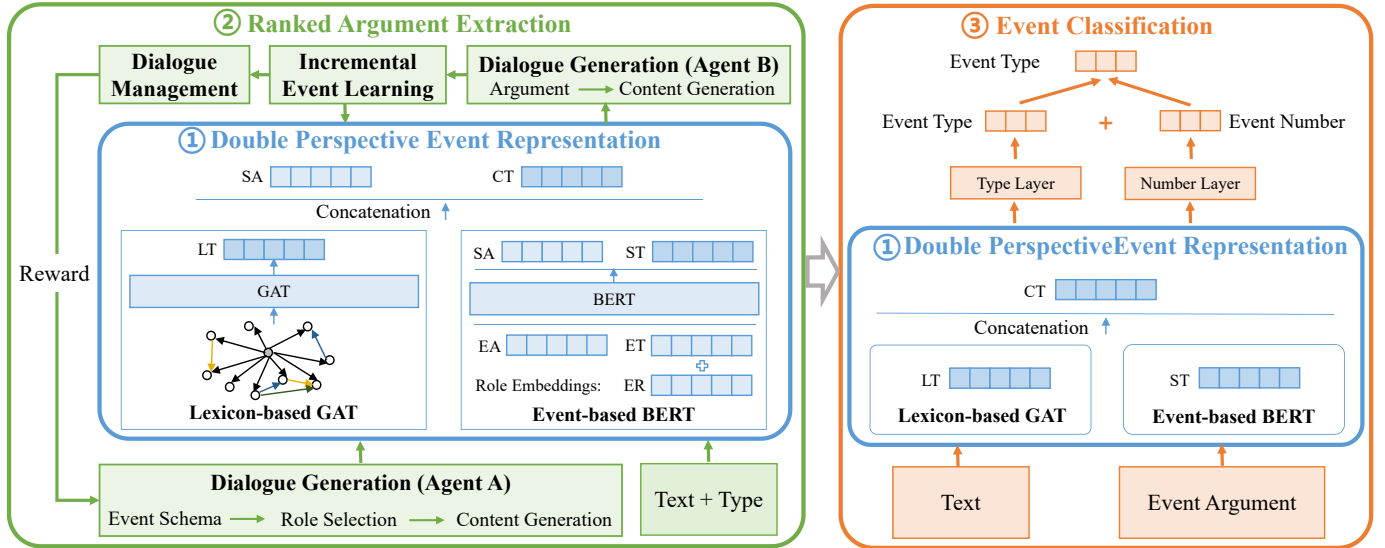 ② Ranked Argument Extraction
Dialogue Management
Incremental Event Learning
Dialogue Generation (Agent B)
Argument Content Generation
① Double Perspective Event Representation
SA CT
Concatenation
LT
GAT
Lexicon-based GAT
SA ST
BERT
EA ET
Role Embeddings: ER
Event-based BERT
Reward
Dialogue Generation (Agent A)
Event Schema Role Selection Content Generation
Text + Type
③ Event Classification
Event Type
Event Type + Event Number
Type Layer Number Layer
① Double PerspectiveEvent Representation
CT
Concatenation
LT
Lexicon-based GAT
ST
Event-based BERT
Text
Event Argument